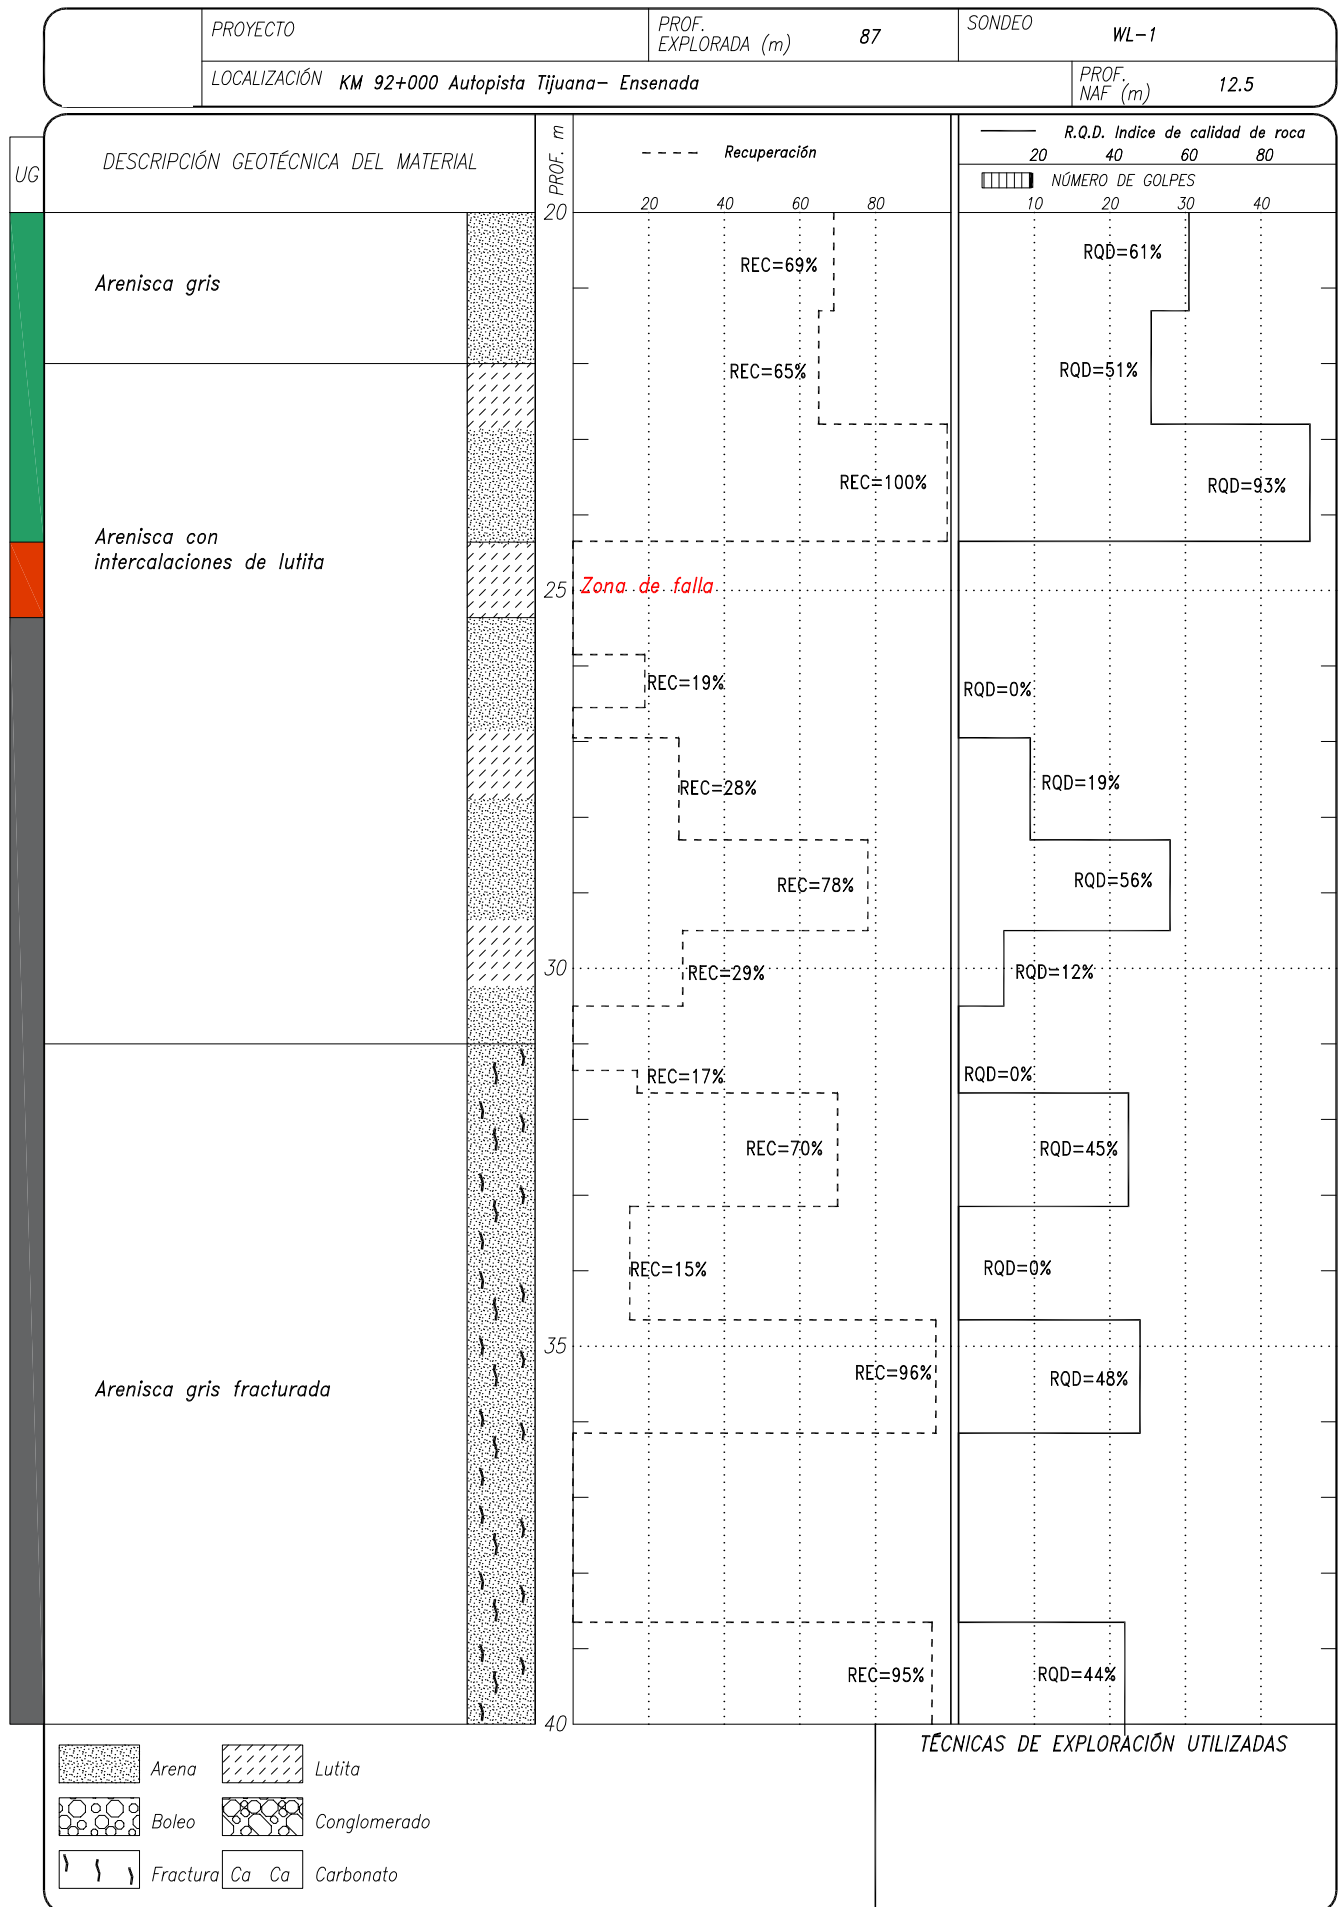 PROYECTO
PROF.
EXPLORADA (m) 87
SONDEO WL-1
LOCALIZACIÓN KM 92+000 Autopista Tijuana- Ensenada
PROF.
NAF (m) 12.5
UG
DESCRIPCIÓN GEOTÉCNICA DEL MATERIAL
PROF. m
Recuperación
20 40 60 80
R.Q.D. Indice de calidad de roca
20 40 60 80
NÚMERO DE GOLPES
10 20 30 40
20
REC=69% RQD=61%
Arenisca gris
REC=65% RQD=51%
REC=100% RQD=93%
Arenisca con
intercalaciones de lutita
25 Zona de falla
REC=19% RQD=0%
REC=28% RQD=19%
REC=78% RQD=56%
30 REC=29% RQD=12%
REC=17% RQD=0%
REC=70% RQD=45%
REC=15% RQD=0%
35
REC=96% RQD=48%
Arenisca gris fracturada
REC=95% RQD=44%
40
TÉCNICAS DE EXPLORACIÓN UTILIZADAS
Arena Lutita
Boleo Conglomerado
Fractura Ca Ca Carbonato